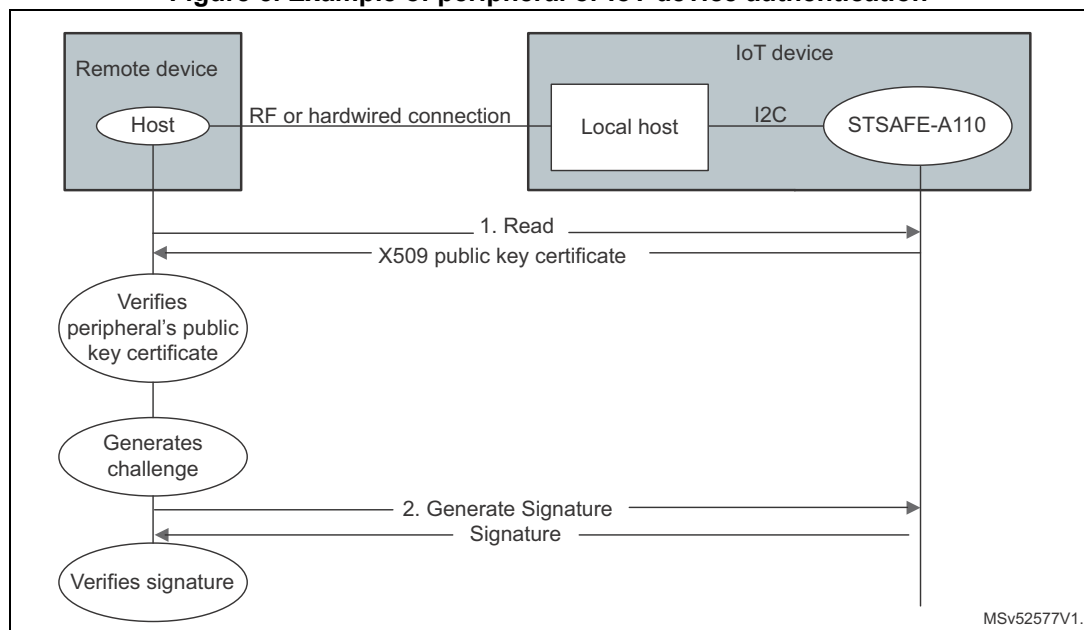 Remote device
IoT device
Host
RF or hardwired connection
Local host
I2C
STSAFE-A110
1. Read
X509 public key certificate
Verifies
peripheral's public
key certificate
Generates
challenge
2. Generate Signature
Signature
Verifies signature
MSv52577V1.